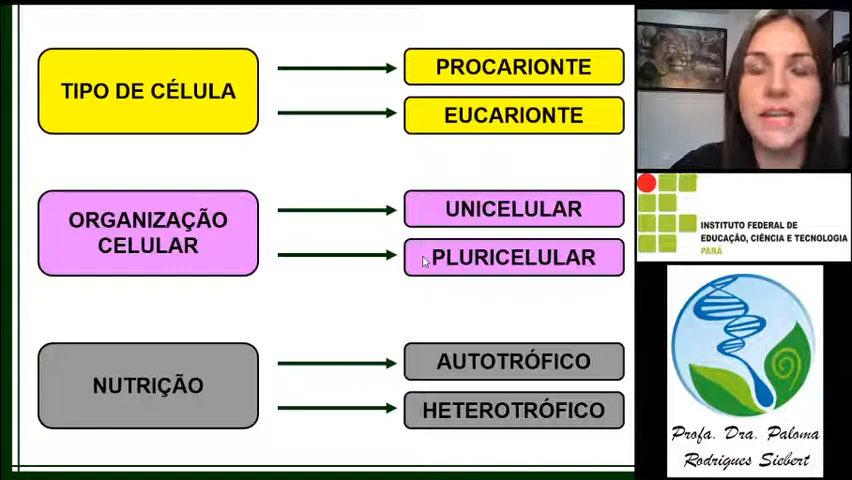 TIPO DE CÉLULA
PROCARIONTE
EUCARIONTE
ORGANIZAÇÃO
CELULAR
UNICELULAR
PLURICELULAR
NUTRIÇÃO
AUTOTRÓFICO
HETEROTRÓFICO
INSTITUTO FEDERAL DE
EDUCAÇÃO, CIÊNCIA E TECNOLOGIA
PARÁ
Profa. Dra. Paloma
Rodrigues Siebert